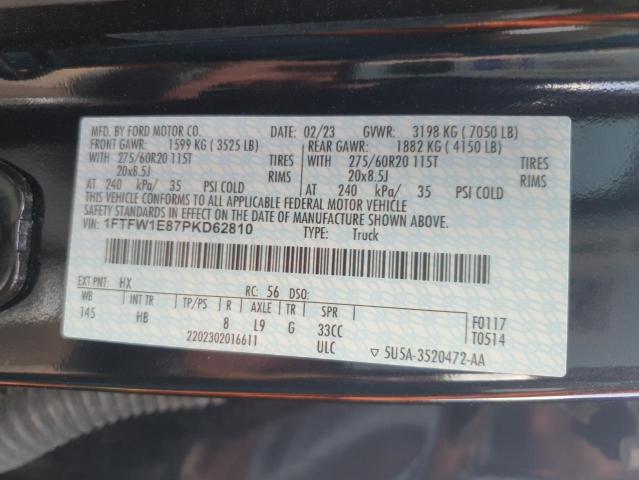 MFD. BY FORD MOTOR CO. 02/23 GVWR: 3198 KG ( 7050 LB)
FRONT GAWR: 1599 KG ( 3525 LB) REAR GAWR: 1882 KG ( 4150 LB)
WITH 275/60R20 115T TIRES WITH 275/60R20 115T TIRES
20x8.5J RIMS 20x8.5J RIMS
AT 240 kPa/ 35 PSI COLD AT 240 kPa/ 35 PSI COLD
THIS VEHICLE CONFORMS TO ALL APPLICABLE FEDERAL MOTOR VEHICLE
SAFETY STANDARDS IN EFFECT ON THE DATE OF MANUFACTURE SHOWN ABOVE.
VIN: 1FTFW1E87PKD62810 TYPE: Truck
EXT PNT: HX RC: 56 DSO:
WB INT TR TP/PS R AXLE TR SPR F0117
145 HB 8 L9 G 33CC T0514
2202302016611 ULC 5U5A-3520472-AA